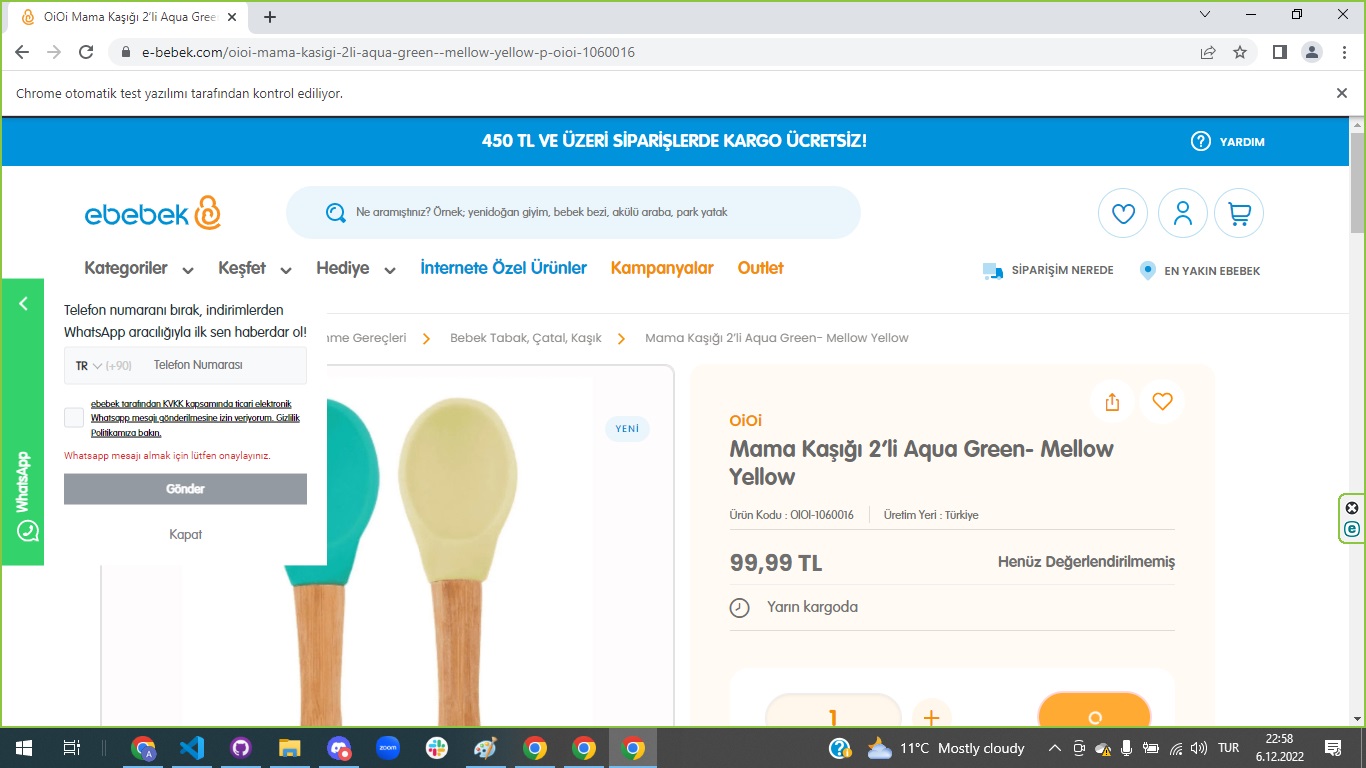 OiOi Mama Kaşığı 2'li Aqua Gree
e-bebek.com/oioi-mama-kasigi-2li-aqua-green--mellow-yellow-p-oioi-1060016
Chrome otomatik test yazılımı tarafından kontrol ediliyor.
450 TL VE ÜZERİ SİPARİŞLERDE KARGO ÜCRETSİZ!
YARDIM
ebebek
Ne aramıştınız? Örnek; yenidoğan giyim, bebek bezi, akülü araba, park yatak
Kategoriler Keşfet Hediye İnternete Özel Ürünler Kampanyalar Outlet
SİPARİŞİM NEREDE EN YAKIN EBEBEK
WhatsApp
Telefon numaranı bırak, indirimlerden
WhatsApp aracılığıyla ilk sen haberdar ol!
TR (+90) Telefon Numarası
ebebek tarafından KVKK kapsamında ticari elektronik
Whatsapp mesajı gönderilmesine izin veriyorum. Gizlilik
Politikamıza bakın.
Whatsapp mesajı almak için lütfen onaylayınız.
Gönder
Kapat
nme Gereçleri Bebek Tabak, Çatal, Kaşık Mama Kaşığı 2'li Aqua Green- Mellow Yellow
YENİ
OiOi
Mama Kaşığı 2'li Aqua Green- Mellow
Yellow
Ürün Kodu : OIOI-1060016 Üretim Yeri : Türkiye
99,99 TL Henüz Değerlendirilmemiş
Yarın kargoda
1 +
zoom
11°C Mostly cloudy
TUR
22:58
6.12.2022